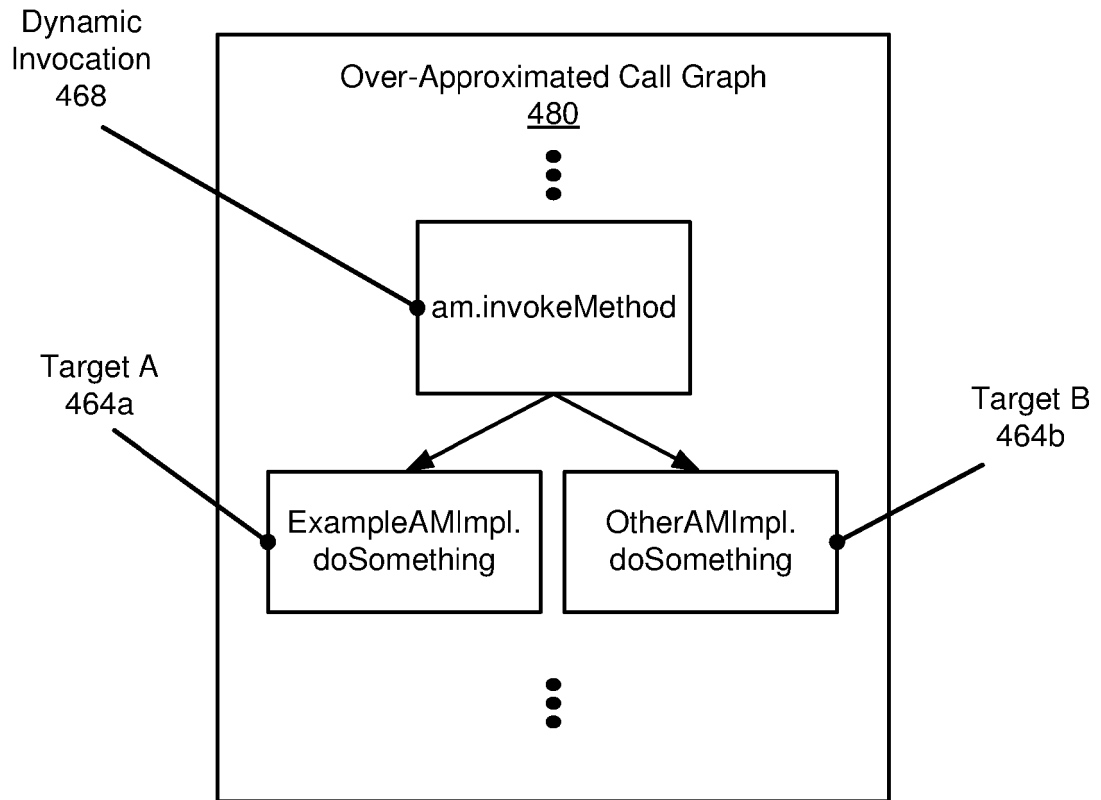 Dynamic
Invocation
468
Over-Approximated Call Graph
480
am.invokeMethod
Target A
464a
Target B
464b
ExampleAMImpl.
doSomething
OtherAMImpl.
doSomething